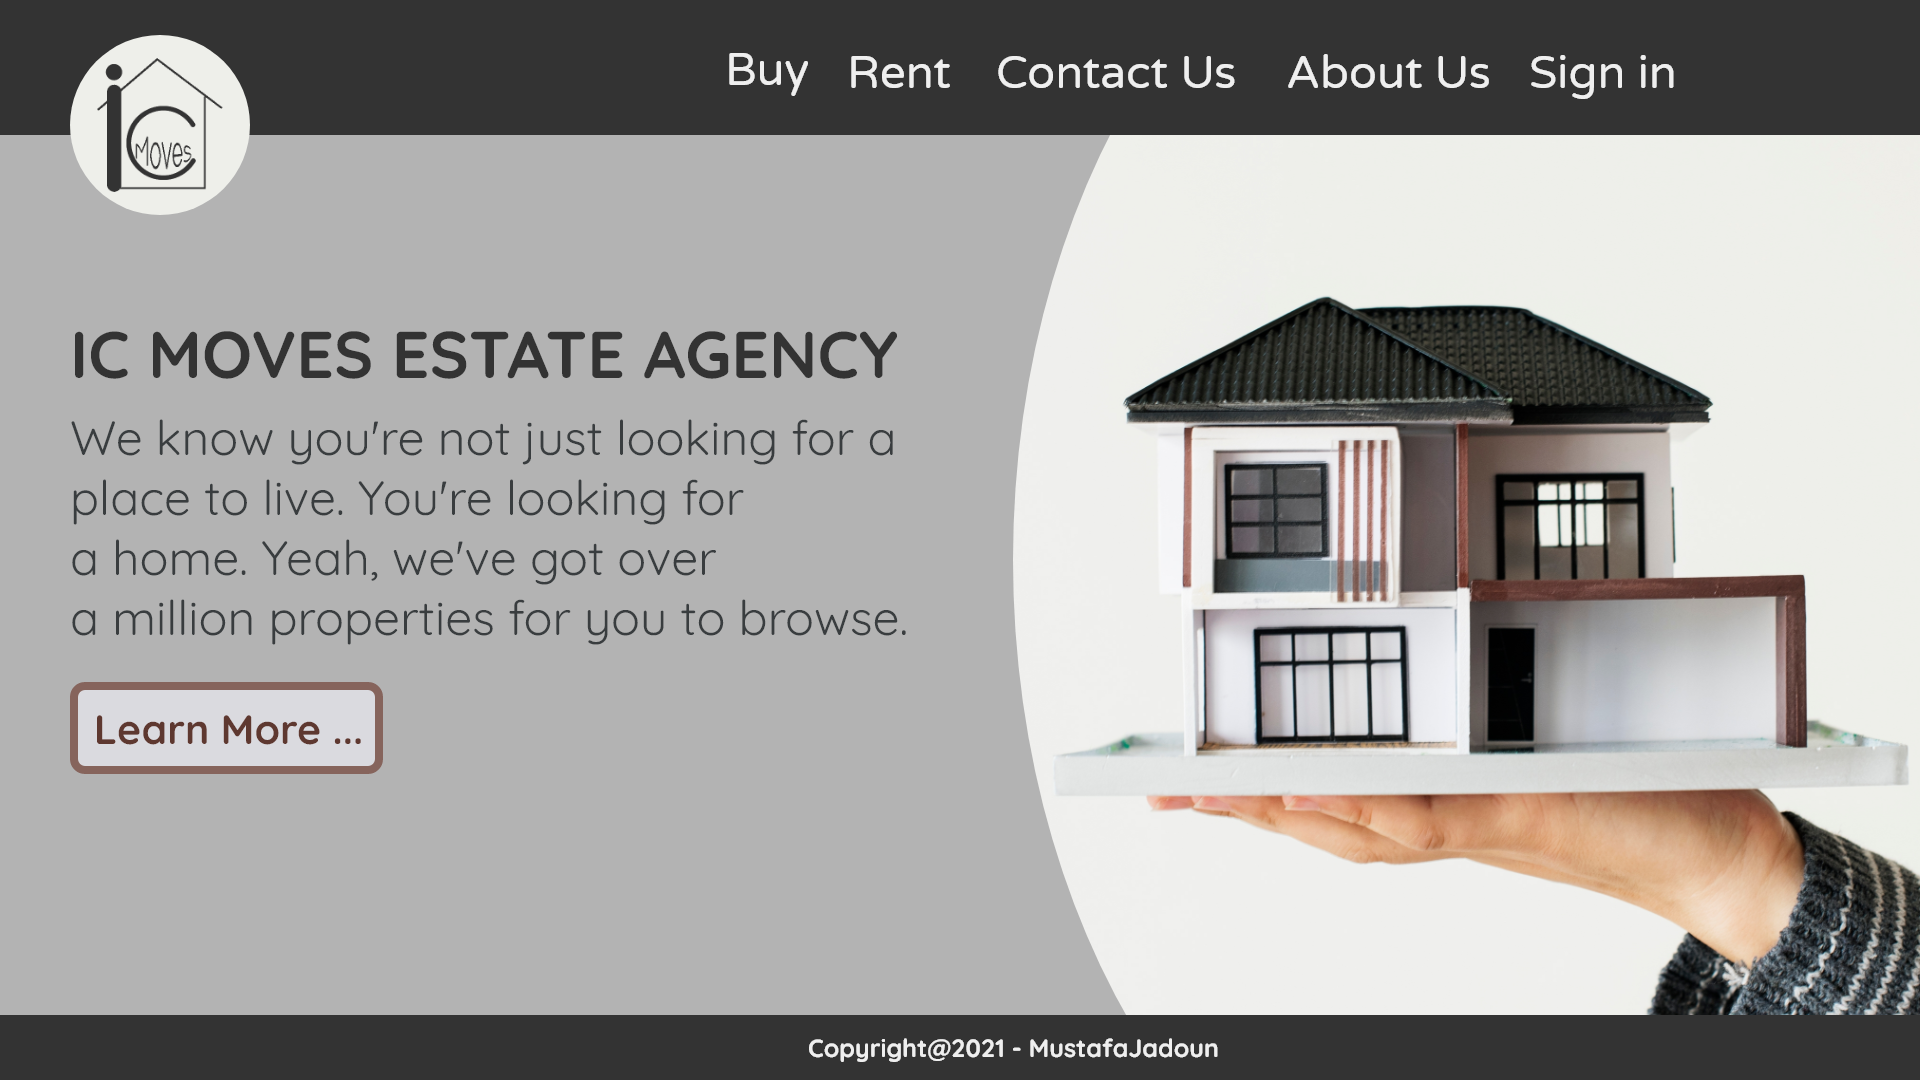 Buy Rent Contact Us About Us Sign in
ic
Moves
IC MOVES ESTATE AGENCY
We know you're not just looking for a
place to live. You're looking for
a home. Yeah, we've got over
a million properties for you to browse.
Learn More ...
Copyright@2021 - MustafaJadoun